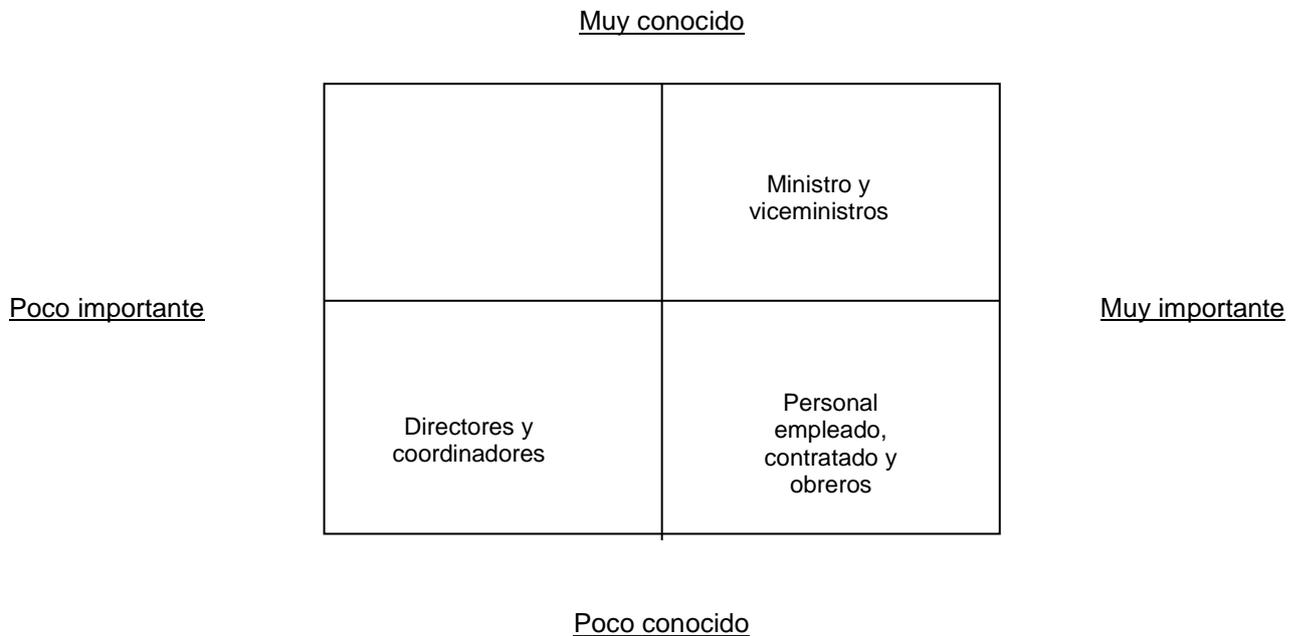 Muy conocido
Ministro y
viceministros
Poco importante
Muy importante
Directores y
coordinadores
Personal
empleado,
contratado y
obreros
Poco conocido